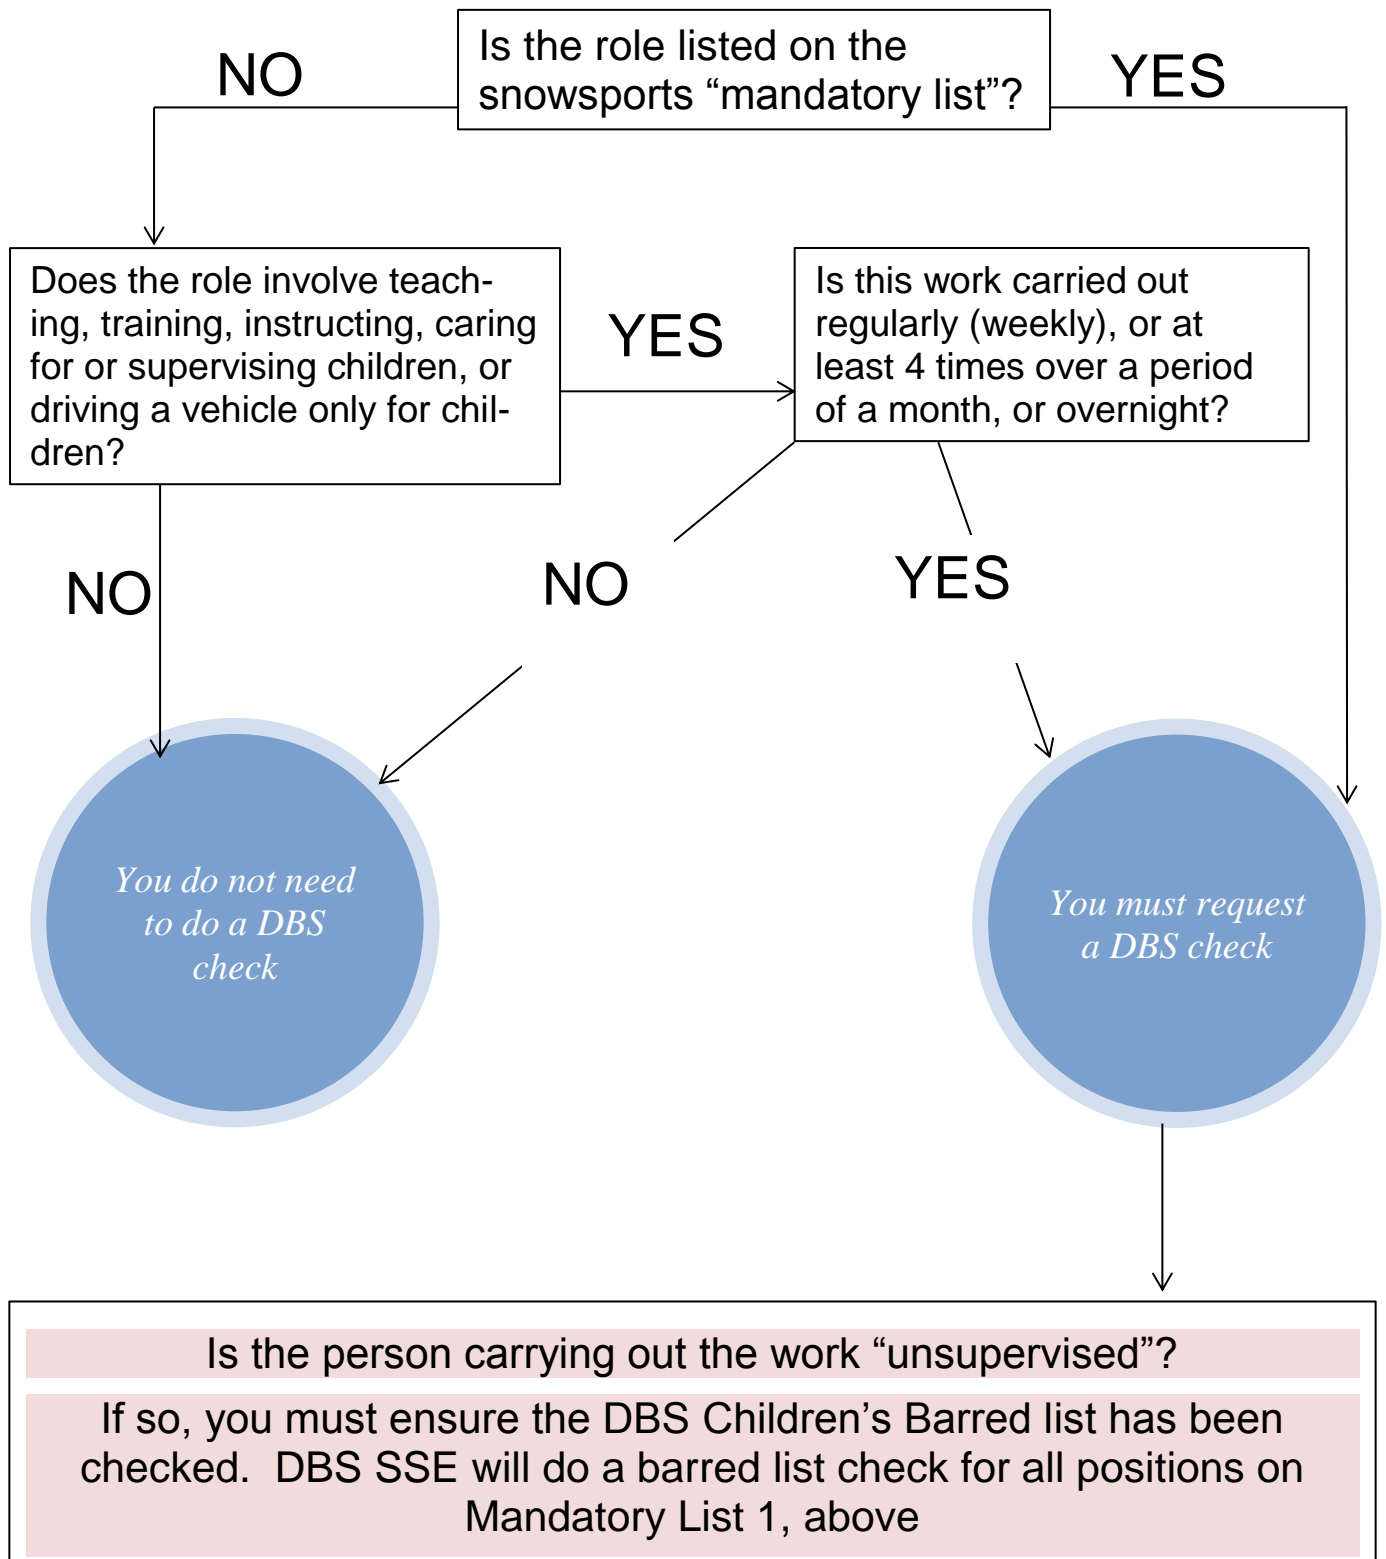 Is the role listed on the
snowsports “mandatory list”?
NO
YES
Does the role involve teach-
ing, training, instructing, caring
for or supervising children, or
driving a vehicle only for chil-
dren?
YES
Is this work carried out
regularly (weekly), or at
least 4 times over a period
of a month, or overnight?
NO
NO
YES
You do not need
to do a DBS
check
You must request
a DBS check
Is the person carrying out the work “unsupervised”?
If so, you must ensure the DBS Children’s Barred list has been
checked.  DBS SSE will do a barred list check for all positions on
Mandatory List 1, above